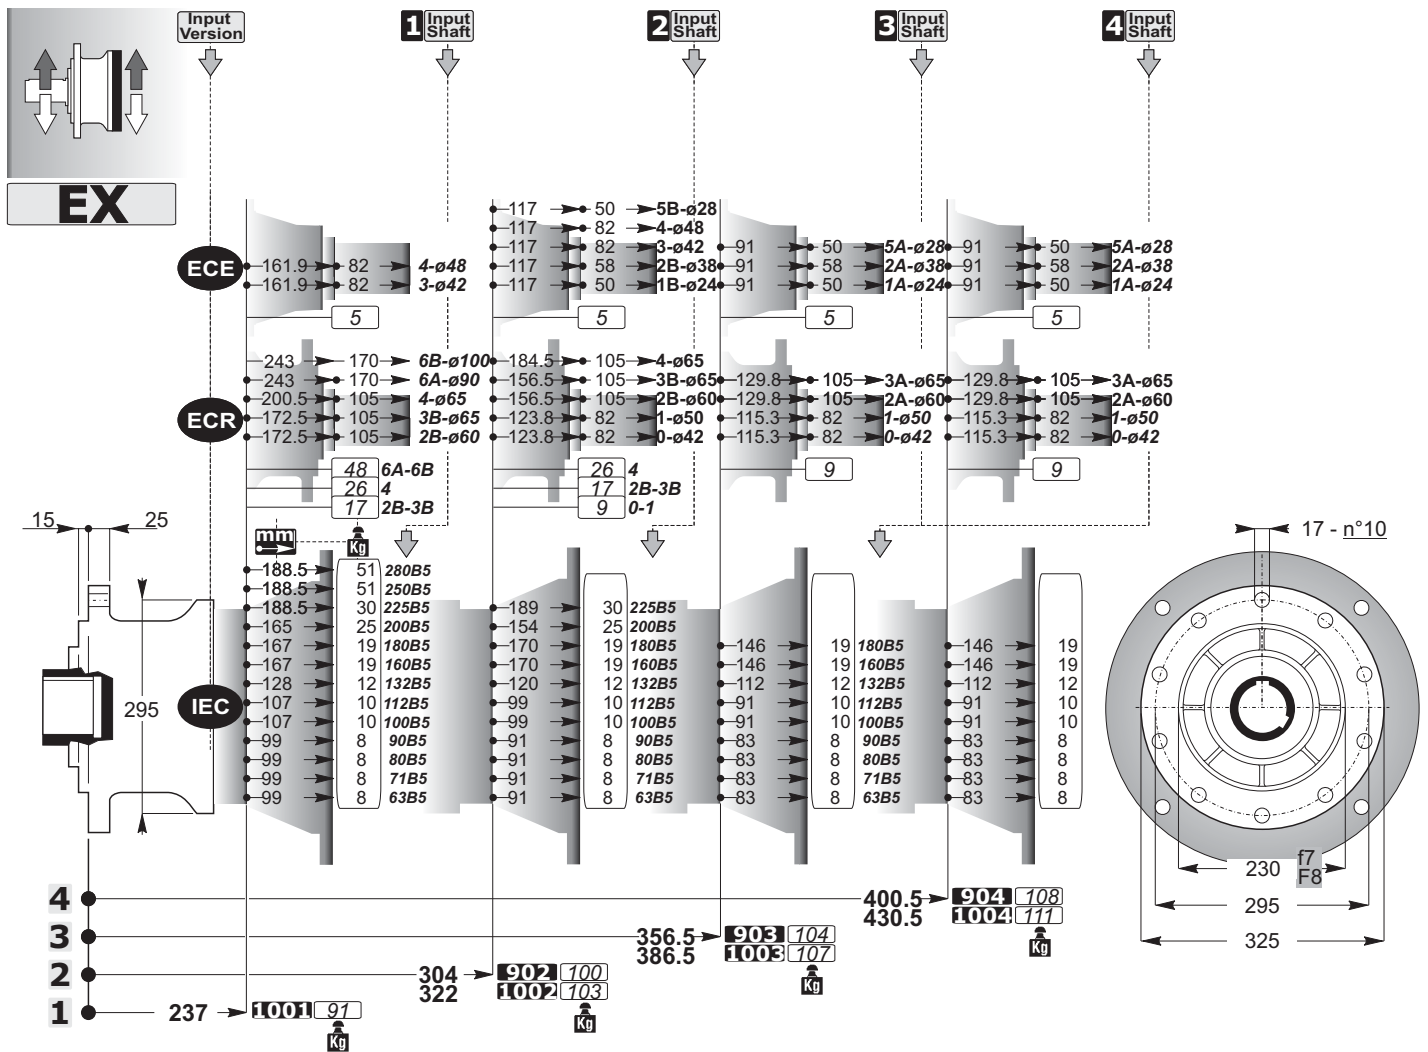 Input
Version
1 Input
Shaft
2 Input
Shaft
3 Input
Shaft
4 Input
Shaft
EX
ECE
161.9 82 4-ø48
161.9 82 3-ø42
5
117 50 5B-ø28
117 82 4-ø48
117 82 3-ø42
117 58 2B-ø38
117 50 1B-ø24
5
91 50 5A-ø28
91 58 2A-ø38
91 50 1A-ø24
5
91 50 5A-ø28
91 58 2A-ø38
91 50 1A-ø24
5
ECR
243 170 6B-ø100
243 170 6A-ø90
200.5 105 4-ø65
172.5 105 3B-ø65
172.5 105 2B-ø60
48 6A-6B
26 4
17 2B-3B
184.5 105 4-ø65
156.5 105 3B-ø65
156.5 105 2B-ø60
123.8 82 1-ø50
123.8 82 0-ø42
26 4
17 2B-3B
9 0-1
129.8 105 3A-ø65
129.8 105 2A-ø60
115.3 82 1-ø50
115.3 82 0-ø42
9
129.8 105 3A-ø65
129.8 105 2A-ø60
115.3 82 1-ø50
115.3 82 0-ø42
9
15 25
295
mm
Kg
IEC
188.5 51 280B5
188.5 51 250B5
188.5 30 225B5
165 25 200B5
167 19 180B5
167 19 160B5
128 12 132B5
107 10 112B5
107 10 100B5
99 8 90B5
99 8 80B5
99 8 71B5
99 8 63B5
189 30 225B5
154 25 200B5
170 19 180B5
170 19 160B5
120 12 132B5
99 10 112B5
99 10 100B5
91 8 90B5
91 8 80B5
91 8 71B5
91 8 63B5
146 19 180B5
146 19 160B5
112 12 132B5
91 10 112B5
91 10 100B5
83 8 90B5
83 8 80B5
83 8 71B5
83 8 63B5
146 19
146 19
112 12
91 10
91 10
83 8
83 8
83 8
83 8
17 - n°10
230 f7
F8
295
325
4 400.5 904 108
430.5 1004 111
Kg
3 356.5 903 104
386.5 1003 107
Kg
2 304 902 100
322 1002 103
Kg
1 237 1001 91
Kg